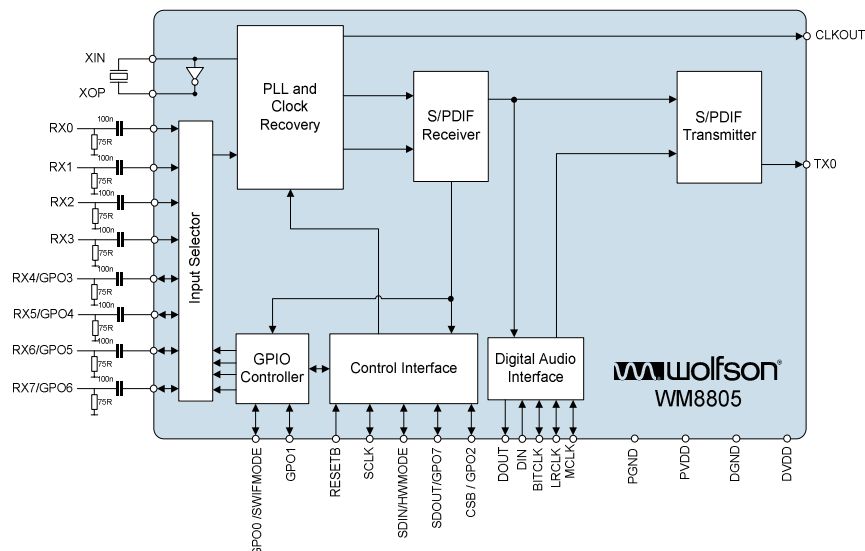 XIN
XOP
CLKOUT
PLL and
Clock
Recovery
S/PDIF
Receiver
S/PDIF
Transmitter
TX0
RX0
100n
75R
RX1
100n
75R
RX2
100n
75R
RX3
100n
75R
RX4/GPO3
100n
75R
RX5/GPO4
100n
75R
RX6/GPO5
100n
75R
RX7/GPO6
100n
75R
Input Selector
GPIO
Controller
Control Interface
Digital Audio
Interface
wolfson®
WM8805
GPO0 /SWIFMODE
GPO1
RESETB
SCLK
SDIN/HWMODE
SDOUT/GPO7
CSB / GPO2
DOUT
DIN
BITCLK
LRCLK
MCLK
PGND
PVDD
DGND
DVDD